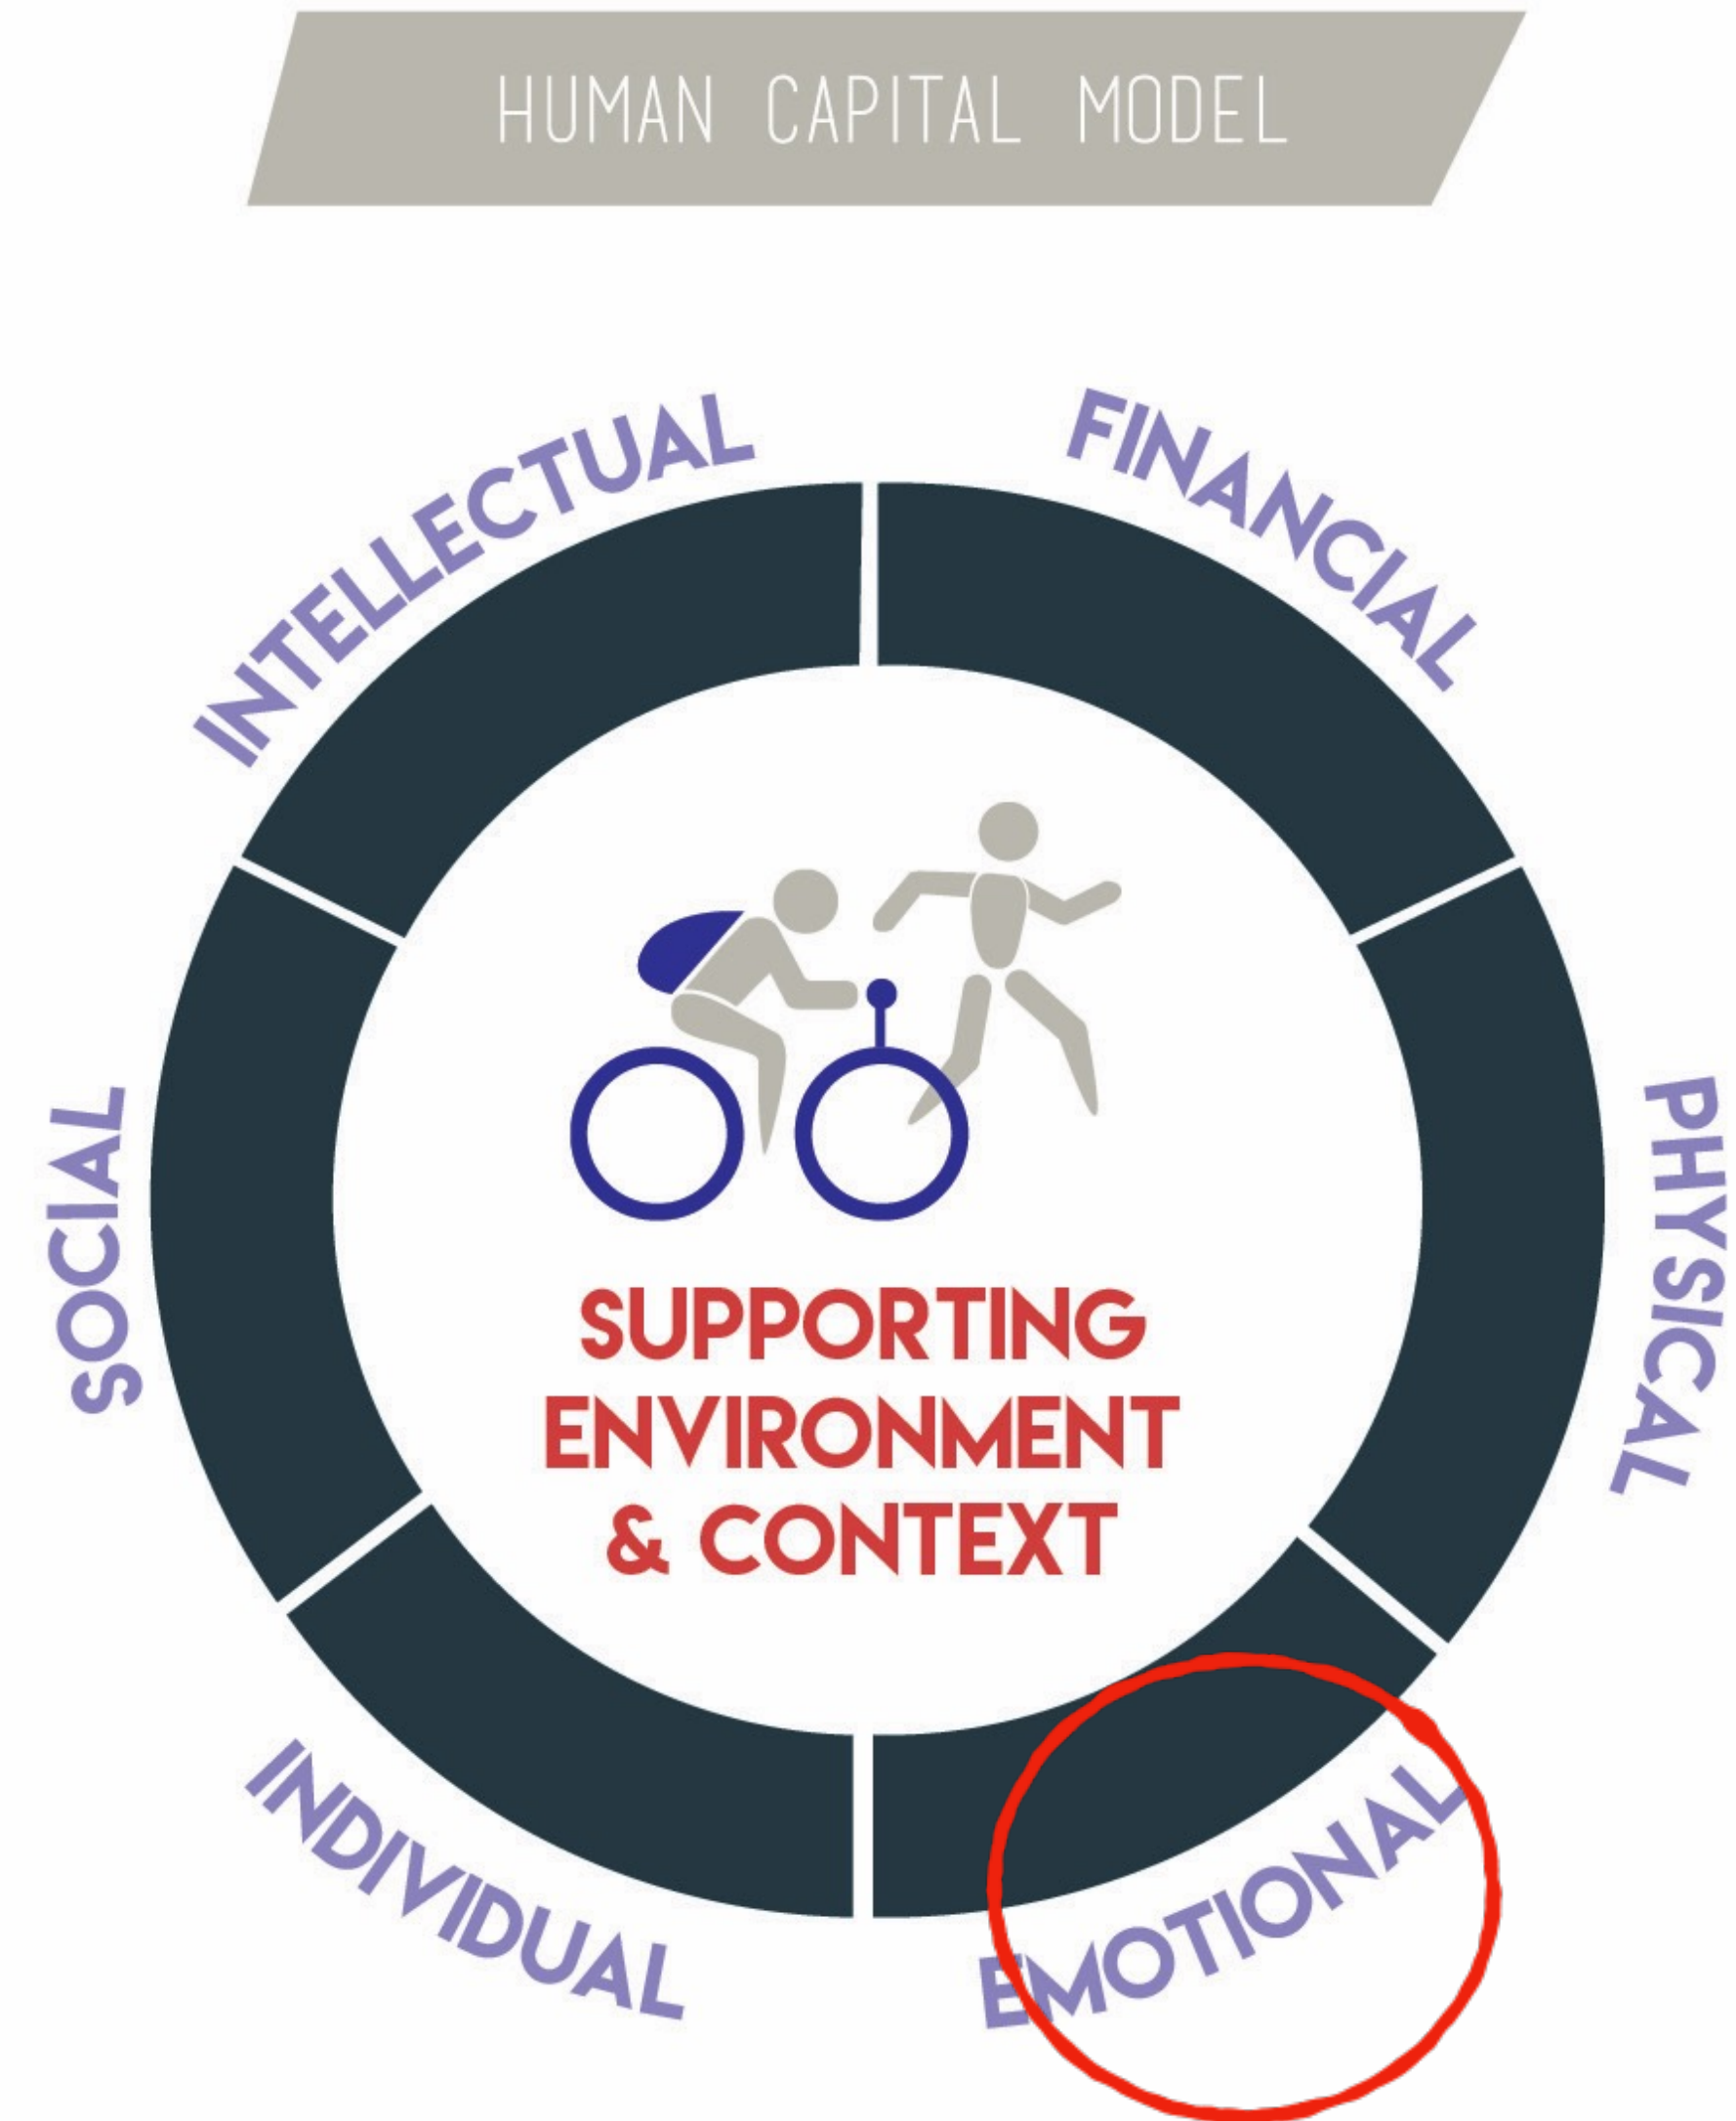 HUMAN CAPITAL MODEL
INTELLECTUAL
FINANCIAL
SOCIAL
PHYSICAL
SUPPORTING
ENVIRONMENT
& CONTEXT
INDIVIDUAL
EMOTIONAL